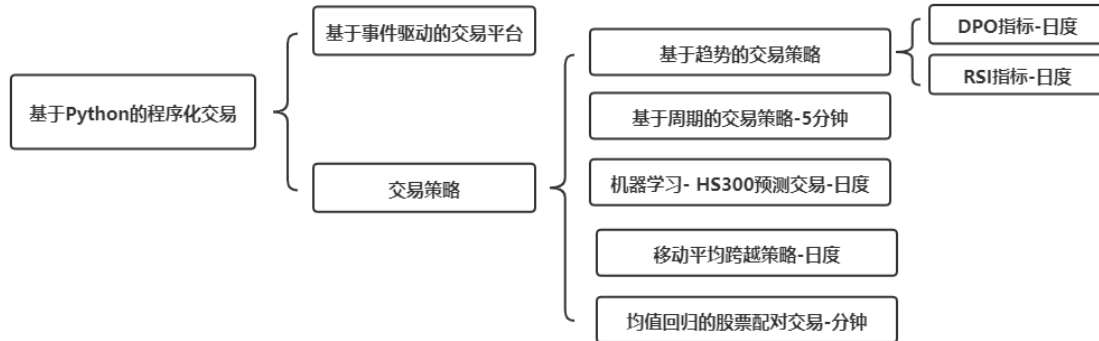 基于Python的程序化交易
基于事件驱动的交易平台
交易策略
基于趋势的交易策略
DPO指标-日度
RSI指标-日度
基于周期的交易策略-5分钟
机器学习- HS300预测交易-日度
移动平均跨越策略-日度
均值回归的股票配对交易-分钟